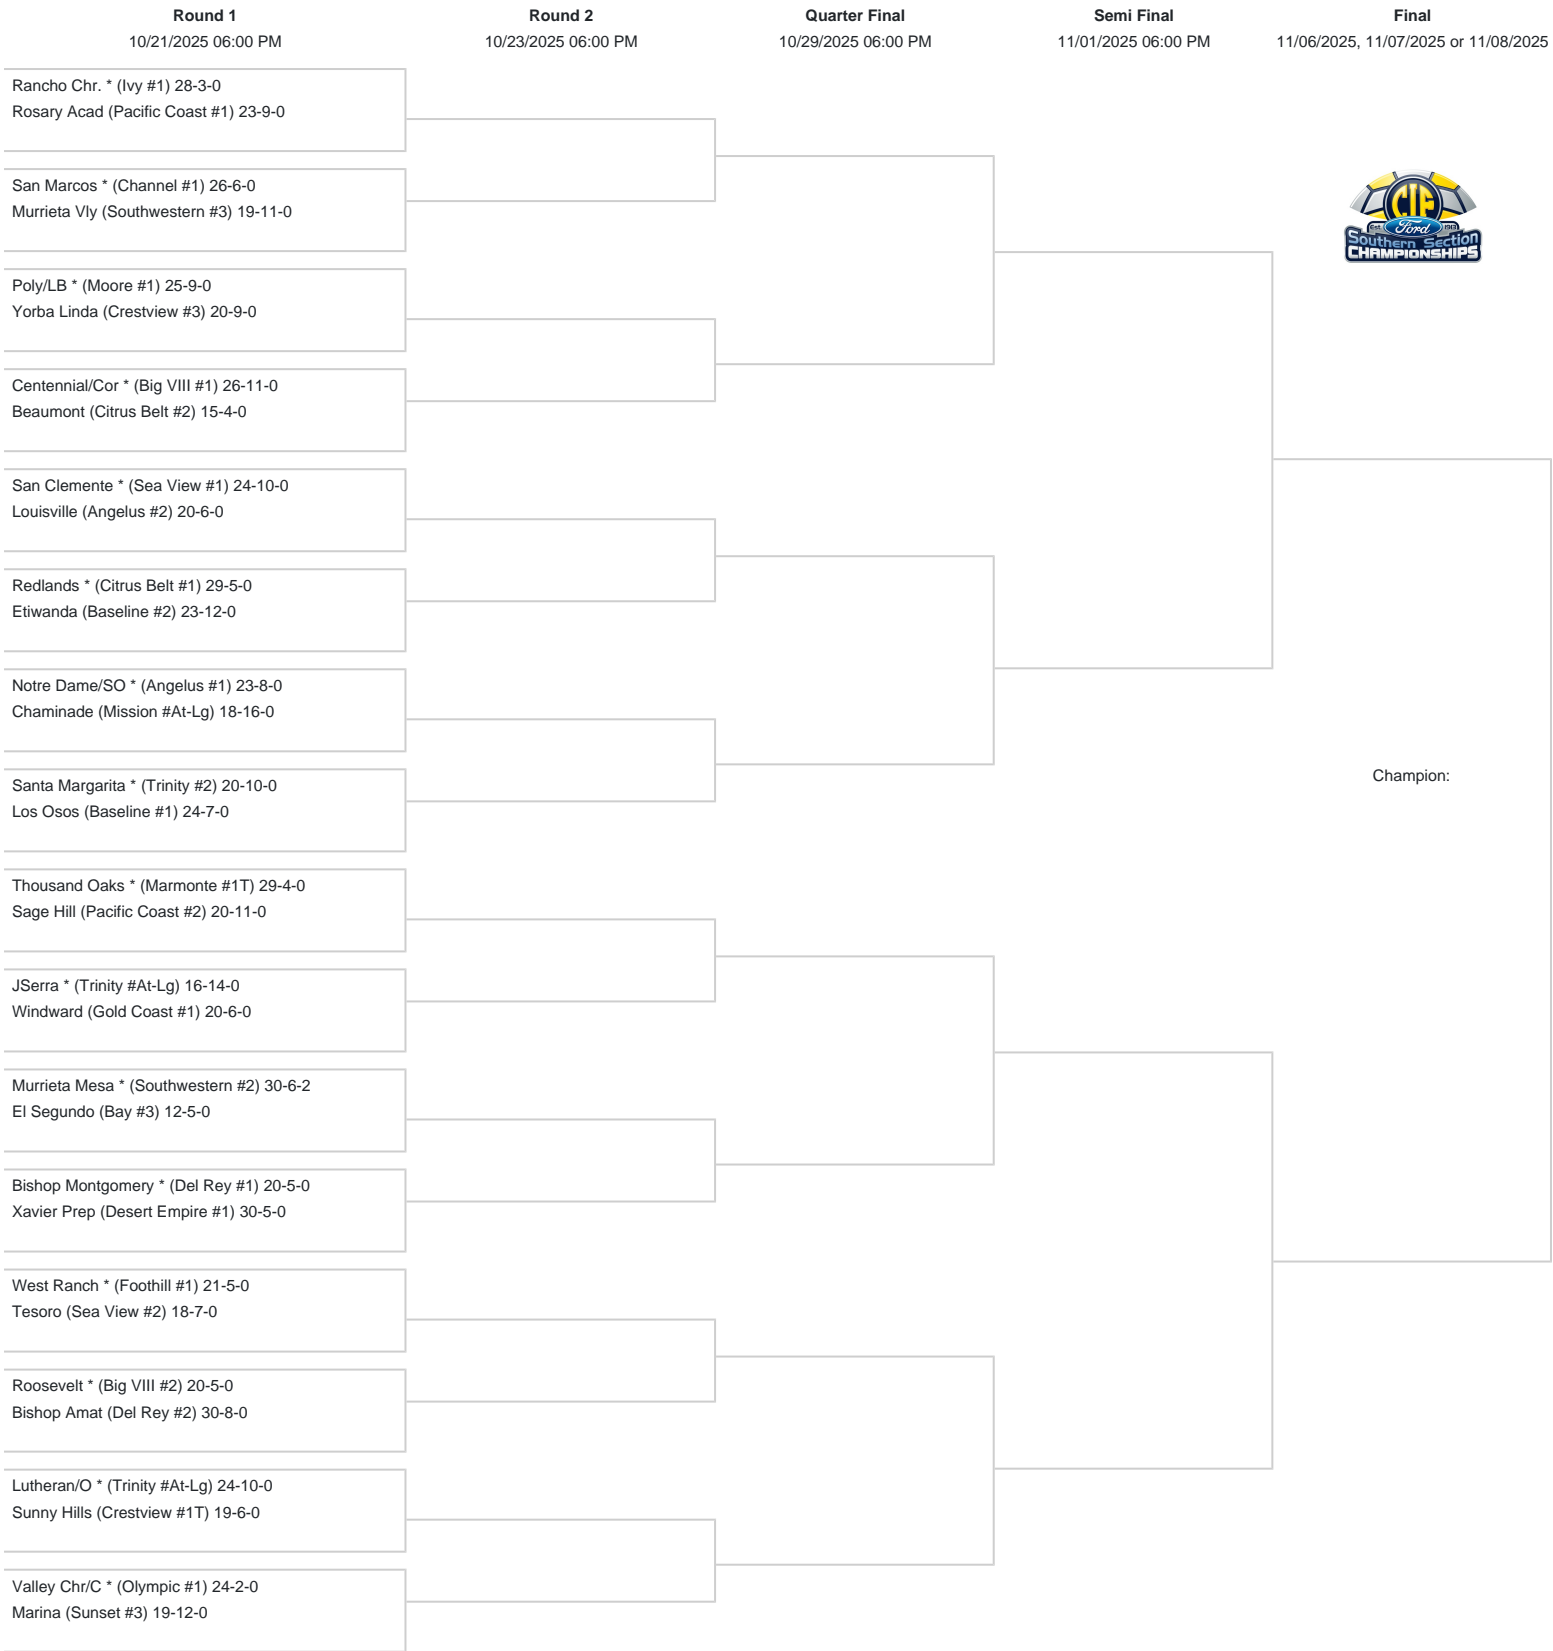 Round 1
Round 2
Quarter Final
Semi Final
Final
10/21/2025 06:00 PM
10/23/2025 06:00 PM
10/29/2025 06:00 PM
11/01/2025 06:00 PM
11/06/2025, 11/07/2025 or 11/08/2025
Rancho Chr. * (Ivy #1) 28-3-0
Rosary Acad (Pacific Coast #1) 23-9-0
San Marcos * (Channel #1) 26-6-0
Murrieta Vly (Southwestern #3) 19-11-0
CIF
Est 1913
Ford
Southern Section
CHAMPIONSHIPS
Poly/LB * (Moore #1) 25-9-0
Yorba Linda (Crestview #3) 20-9-0
Centennial/Cor * (Big VIII #1) 26-11-0
Beaumont (Citrus Belt #2) 15-4-0
San Clemente * (Sea View #1) 24-10-0
Louisville (Angelus #2) 20-6-0
Redlands * (Citrus Belt #1) 29-5-0
Etiwanda (Baseline #2) 23-12-0
Notre Dame/SO * (Angelus #1) 23-8-0
Chaminade (Mission #At-Lg) 18-16-0
Santa Margarita * (Trinity #2) 20-10-0
Los Osos (Baseline #1) 24-7-0
Champion:
Thousand Oaks * (Marmonte #1T) 29-4-0
Sage Hill (Pacific Coast #2) 20-11-0
JSerra * (Trinity #At-Lg) 16-14-0
Windward (Gold Coast #1) 20-6-0
Murrieta Mesa * (Southwestern #2) 30-6-2
El Segundo (Bay #3) 12-5-0
Bishop Montgomery * (Del Rey #1) 20-5-0
Xavier Prep (Desert Empire #1) 30-5-0
West Ranch * (Foothill #1) 21-5-0
Tesoro (Sea View #2) 18-7-0
Roosevelt * (Big VIII #2) 20-5-0
Bishop Amat (Del Rey #2) 30-8-0
Lutheran/O * (Trinity #At-Lg) 24-10-0
Sunny Hills (Crestview #1T) 19-6-0
Valley Chr/C * (Olympic #1) 24-2-0
Marina (Sunset #3) 19-12-0